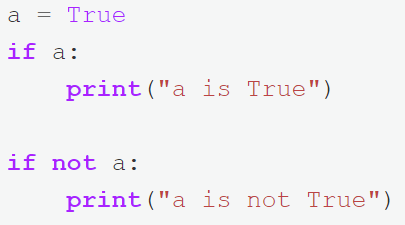 a = True
if a:
    print("a is True")

if not a:
    print("a is not True")